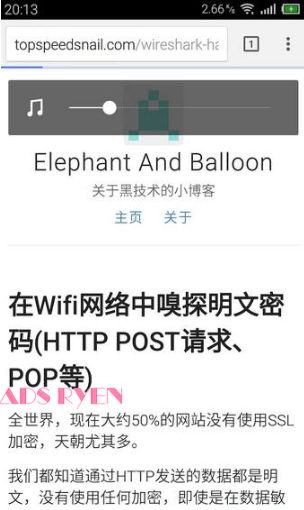 20:13
2.66%
topspeedsnail.com/wireshark-ha
1
Elephant And Balloon
关于黑技术的小博客
主页 关于
在Wifi网络中嗅探明文密
码(HTTP POST请求、
POP等)
ADS RYEN
全世界，现在大约50%的网站没有使用SSL
加密，天朝尤其多。
我们都知道通过HTTP发送的数据都是明
文，没有使用任何加密，即使是在数据敏